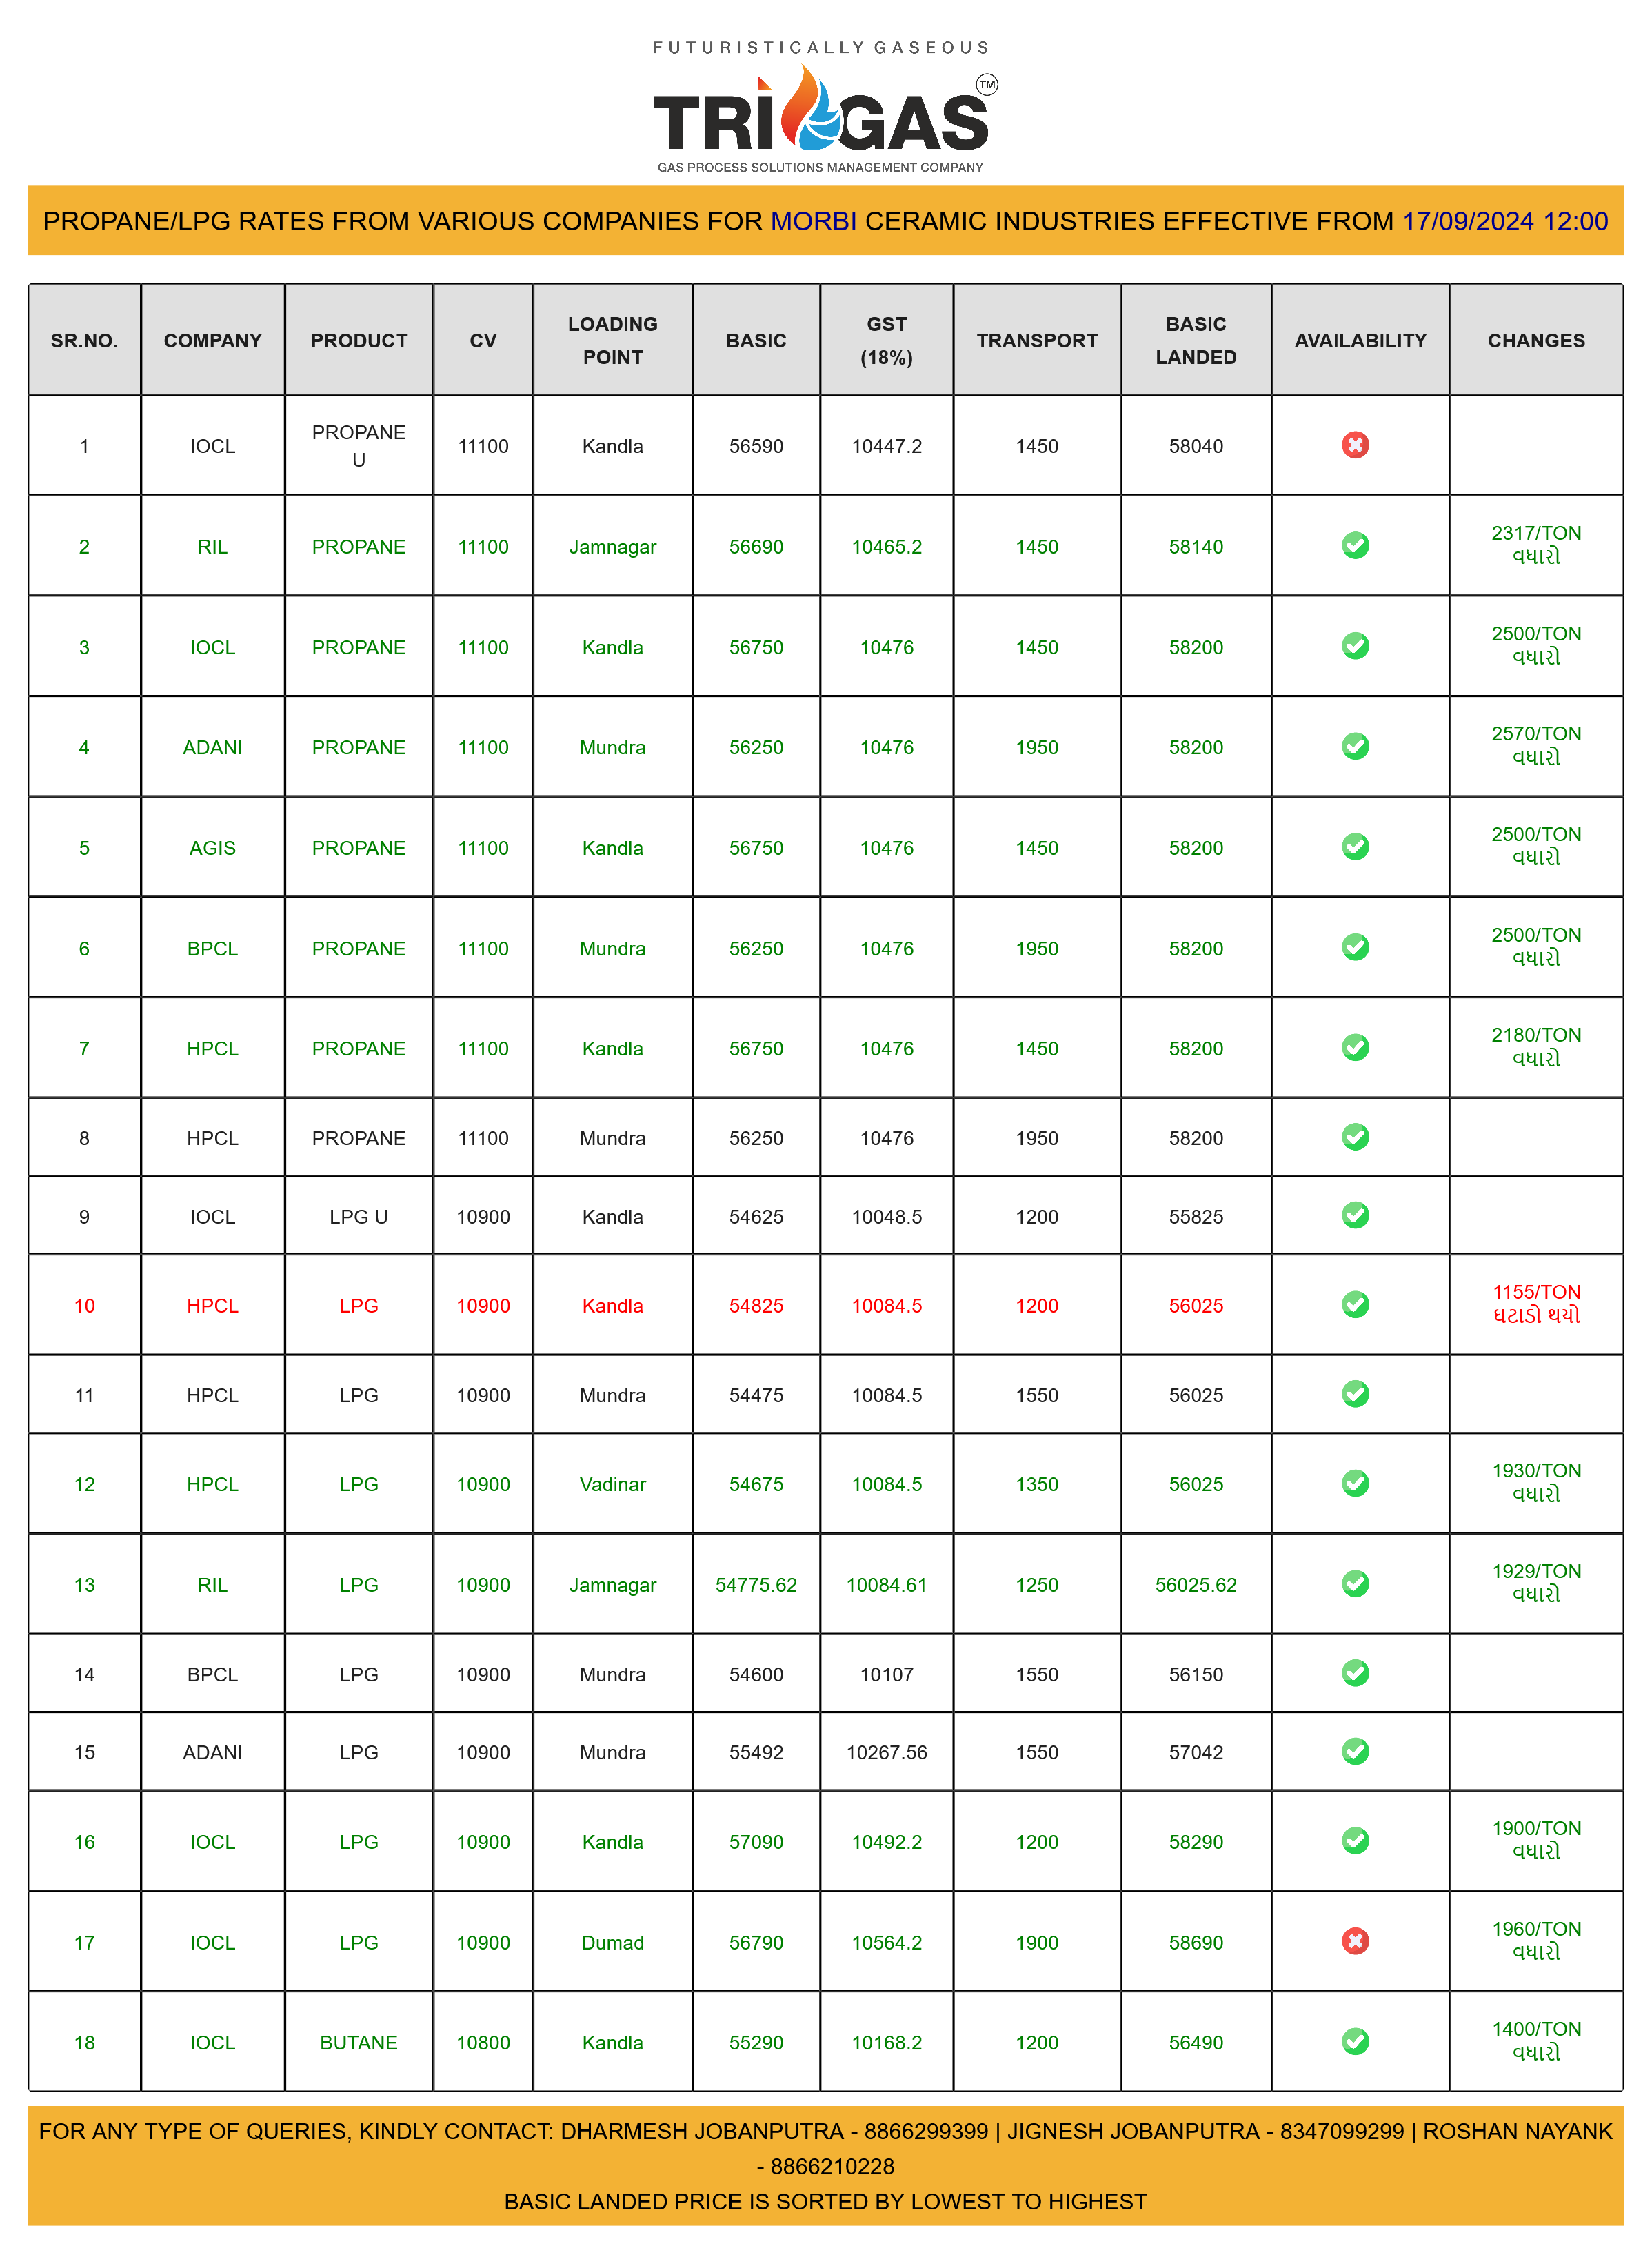 FUTURISTICALLY GASEOUS
TRIGAS TM
GAS PROCESS SOLUTIONS MANAGEMENT COMPANY
PROPANE/LPG RATES FROM VARIOUS COMPANIES FOR MORBI CERAMIC INDUSTRIES EFFECTIVE FROM 17/09/2024 12:00
SR.NO. COMPANY PRODUCT CV LOADING POINT BASIC GST (18%) TRANSPORT BASIC LANDED AVAILABILITY CHANGES
1 IOCL PROPANE U 11100 Kandla 56590 10447.2 1450 58040
2 RIL PROPANE 11100 Jamnagar 56690 10465.2 1450 58140 2317/TON વધારો
3 IOCL PROPANE 11100 Kandla 56750 10476 1450 58200 2500/TON વધારો
4 ADANI PROPANE 11100 Mundra 56250 10476 1950 58200 2570/TON વધારો
5 AGIS PROPANE 11100 Kandla 56750 10476 1450 58200 2500/TON વધારો
6 BPCL PROPANE 11100 Mundra 56250 10476 1950 58200 2500/TON વધારો
7 HPCL PROPANE 11100 Kandla 56750 10476 1450 58200 2180/TON વધારો
8 HPCL PROPANE 11100 Mundra 56250 10476 1950 58200
9 IOCL LPG U 10900 Kandla 54625 10048.5 1200 55825
10 HPCL LPG 10900 Kandla 54825 10084.5 1200 56025 1155/TON ઘટાડો થયો
11 HPCL LPG 10900 Mundra 54475 10084.5 1550 56025
12 HPCL LPG 10900 Vadinar 54675 10084.5 1350 56025 1930/TON વધારો
13 RIL LPG 10900 Jamnagar 54775.62 10084.61 1250 56025.62 1929/TON વધારો
14 BPCL LPG 10900 Mundra 54600 10107 1550 56150
15 ADANI LPG 10900 Mundra 55492 10267.56 1550 57042
16 IOCL LPG 10900 Kandla 57090 10492.2 1200 58290 1900/TON વધારો
17 IOCL LPG 10900 Dumad 56790 10564.2 1900 58690 1960/TON વધારો
18 IOCL BUTANE 10800 Kandla 55290 10168.2 1200 56490 1400/TON વધારો
FOR ANY TYPE OF QUERIES, KINDLY CONTACT: DHARMESH JOBANPUTRA - 8866299399 | JIGNESH JOBANPUTRA - 8347099299 | ROSHAN NAYANK
- 8866210228
BASIC LANDED PRICE IS SORTED BY LOWEST TO HIGHEST